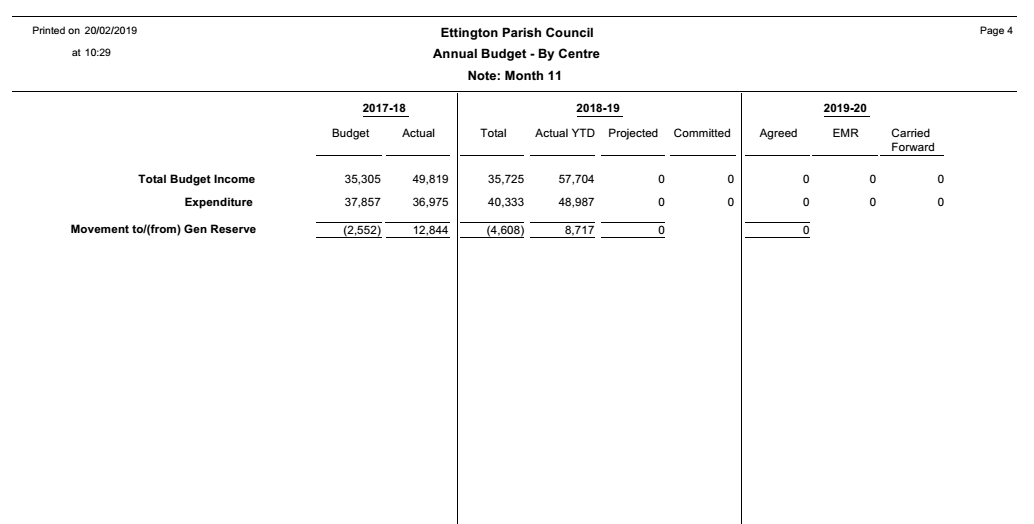 Printed on 20/02/2019 Ettington Parish Council Page 4
at 10:29 Annual Budget - By Centre
Note: Month 11
2017-18 2018-19 2019-20
Budget Actual Total Actual YTD Projected Committed Agreed EMR Carried Forward
Total Budget Income 35,305 49,819 35,725 57,704 0 0 0 0 0
Expenditure 37,857 36,975 40,333 48,987 0 0 0 0 0
Movement to/(from) Gen Reserve (2,552) 12,844 (4,608) 8,717 0 0